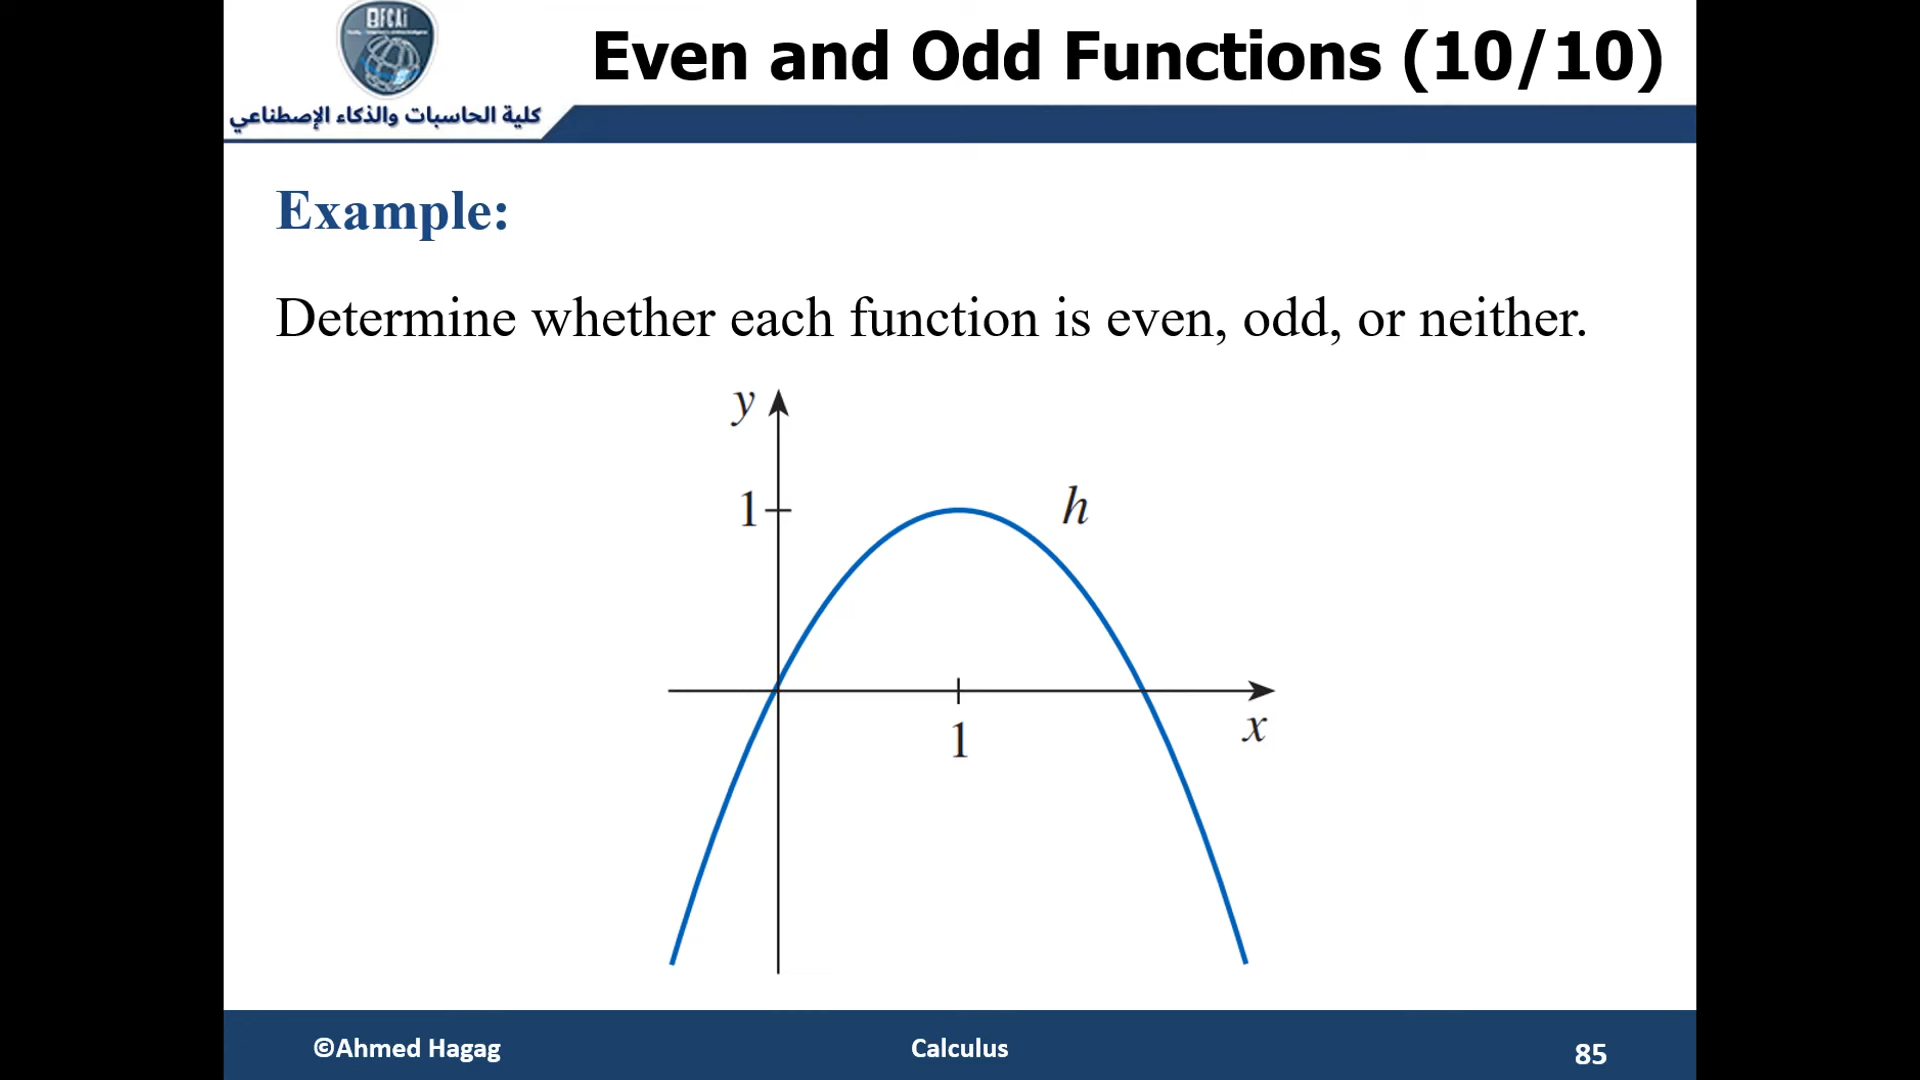 FCAi
Even and Odd Functions (10/10)
كلية الحاسبات والذكاء الإصطناعي
Example:
Determine whether each function is even, odd, or neither.
y
1
h
x
1
©Ahmed Hagag
Calculus
85